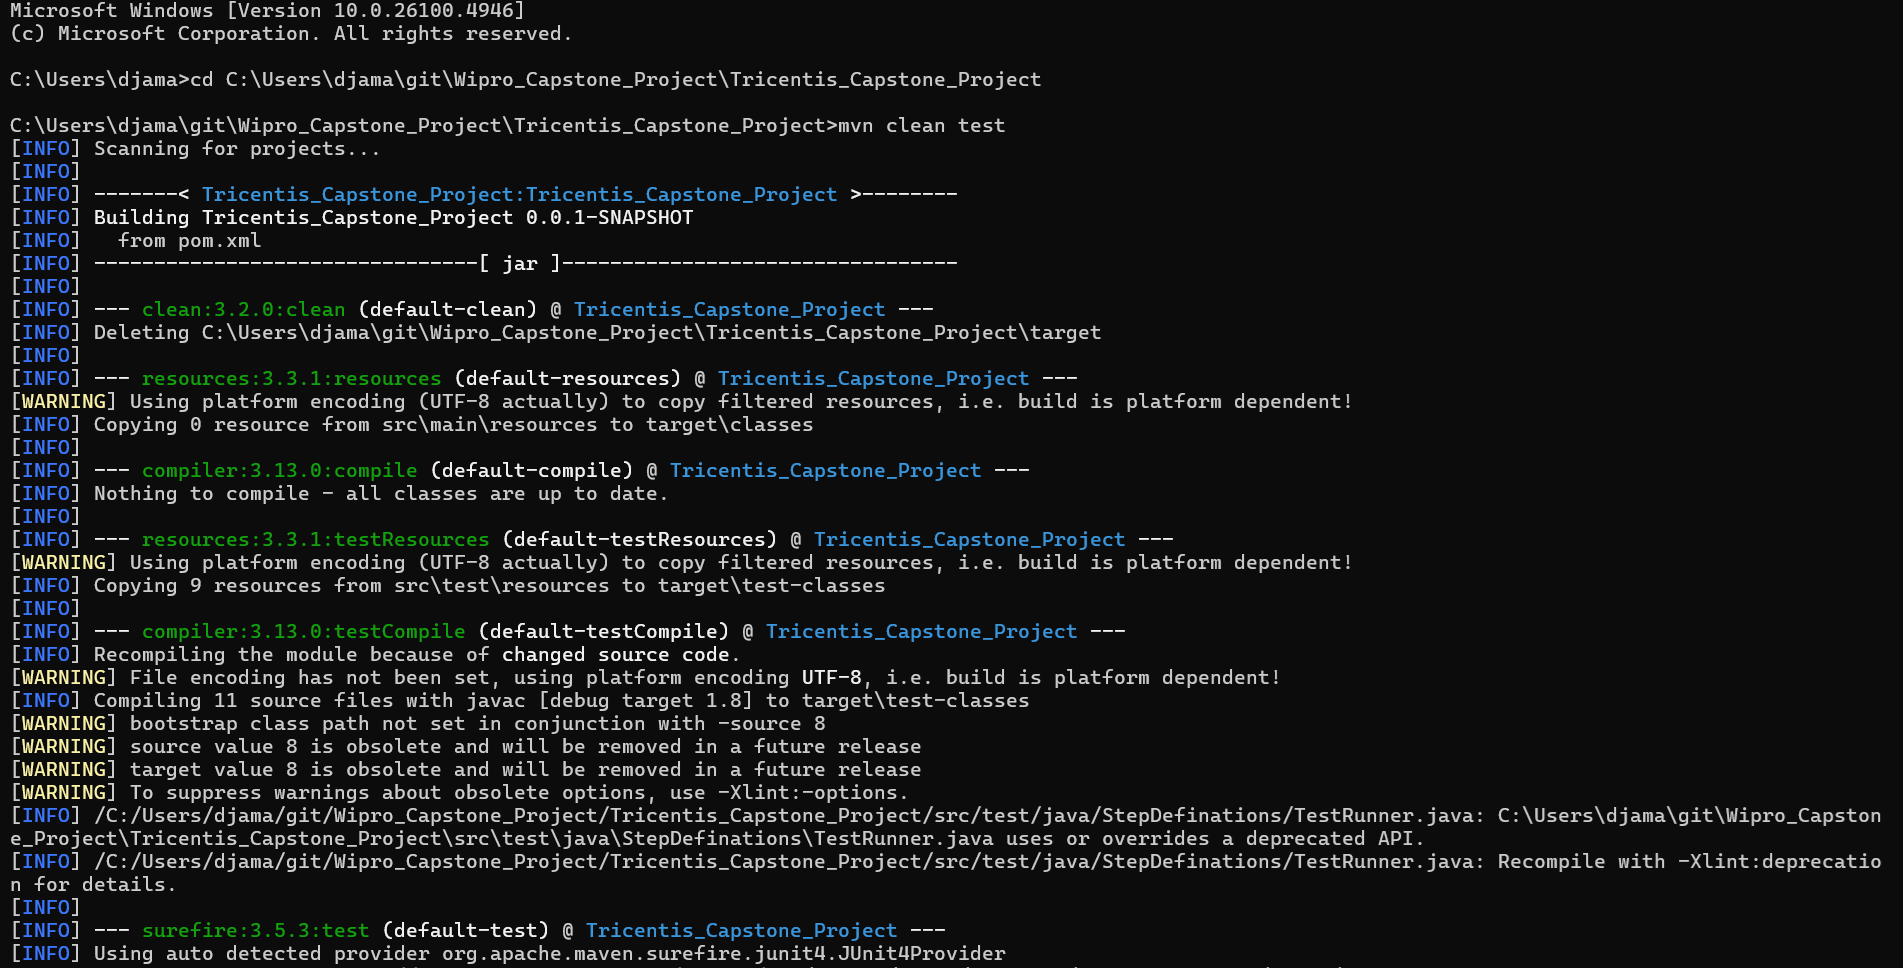 Microsoft Windows [Version 10.0.26100.4946]
(c) Microsoft Corporation. All rights reserved.
C:\Users\djama>cd C:\Users\djama\git\Wipro_Capstone_Project\Tricentis_Capstone_Project
C:\Users\djama\git\Wipro_Capstone_Project\Tricentis_Capstone_Project>mvn clean test
[INFO] Scanning for projects...
[INFO]
[INFO] -------< Tricentis_Capstone_Project:Tricentis_Capstone_Project >--------
[INFO] Building Tricentis_Capstone_Project 0.0.1-SNAPSHOT
[INFO]   from pom.xml
[INFO] --------------------------------[ jar ]---------------------------------
[INFO]
[INFO] --- clean:3.2.0:clean (default-clean) @ Tricentis_Capstone_Project ---
[INFO] Deleting C:\Users\djama\git\Wipro_Capstone_Project\Tricentis_Capstone_Project\target
[INFO]
[INFO] --- resources:3.3.1:resources (default-resources) @ Tricentis_Capstone_Project ---
[WARNING] Using platform encoding (UTF-8 actually) to copy filtered resources, i.e. build is platform dependent!
[INFO] Copying 0 resource from src\main\resources to target\classes
[INFO]
[INFO] --- compiler:3.13.0:compile (default-compile) @ Tricentis_Capstone_Project ---
[INFO] Nothing to compile - all classes are up to date.
[INFO]
[INFO] --- resources:3.3.1:testResources (default-testResources) @ Tricentis_Capstone_Project ---
[WARNING] Using platform encoding (UTF-8 actually) to copy filtered resources, i.e. build is platform dependent!
[INFO] Copying 9 resources from src\test\resources to target\test-classes
[INFO]
[INFO] --- compiler:3.13.0:testCompile (default-testCompile) @ Tricentis_Capstone_Project ---
[INFO] Recompiling the module because of changed source code.
[WARNING] File encoding has not been set, using platform encoding UTF-8, i.e. build is platform dependent!
[INFO] Compiling 11 source files with javac [debug target 1.8] to target\test-classes
[WARNING] bootstrap class path not set in conjunction with -source 8
[WARNING] source value 8 is obsolete and will be removed in a future release
[WARNING] target value 8 is obsolete and will be removed in a future release
[WARNING] To suppress warnings about obsolete options, use -Xlint:-options.
[INFO] /C:/Users/djama/git/Wipro_Capstone_Project/Tricentis_Capstone_Project/src/test/java/StepDefinations/TestRunner.java: C:\Users\djama\git\Wipro_Capston
e_Project\Tricentis_Capstone_Project\src\test\java\StepDefinations\TestRunner.java uses or overrides a deprecated API.
[INFO] /C:/Users/djama/git/Wipro_Capstone_Project/Tricentis_Capstone_Project/src/test/java/StepDefinations/TestRunner.java: Recompile with -Xlint:deprecatio
n for details.
[INFO]
[INFO] --- surefire:3.5.3:test (default-test) @ Tricentis_Capstone_Project ---
[INFO] Using auto detected provider org.apache.maven.surefire.junit4.JUnit4Provider